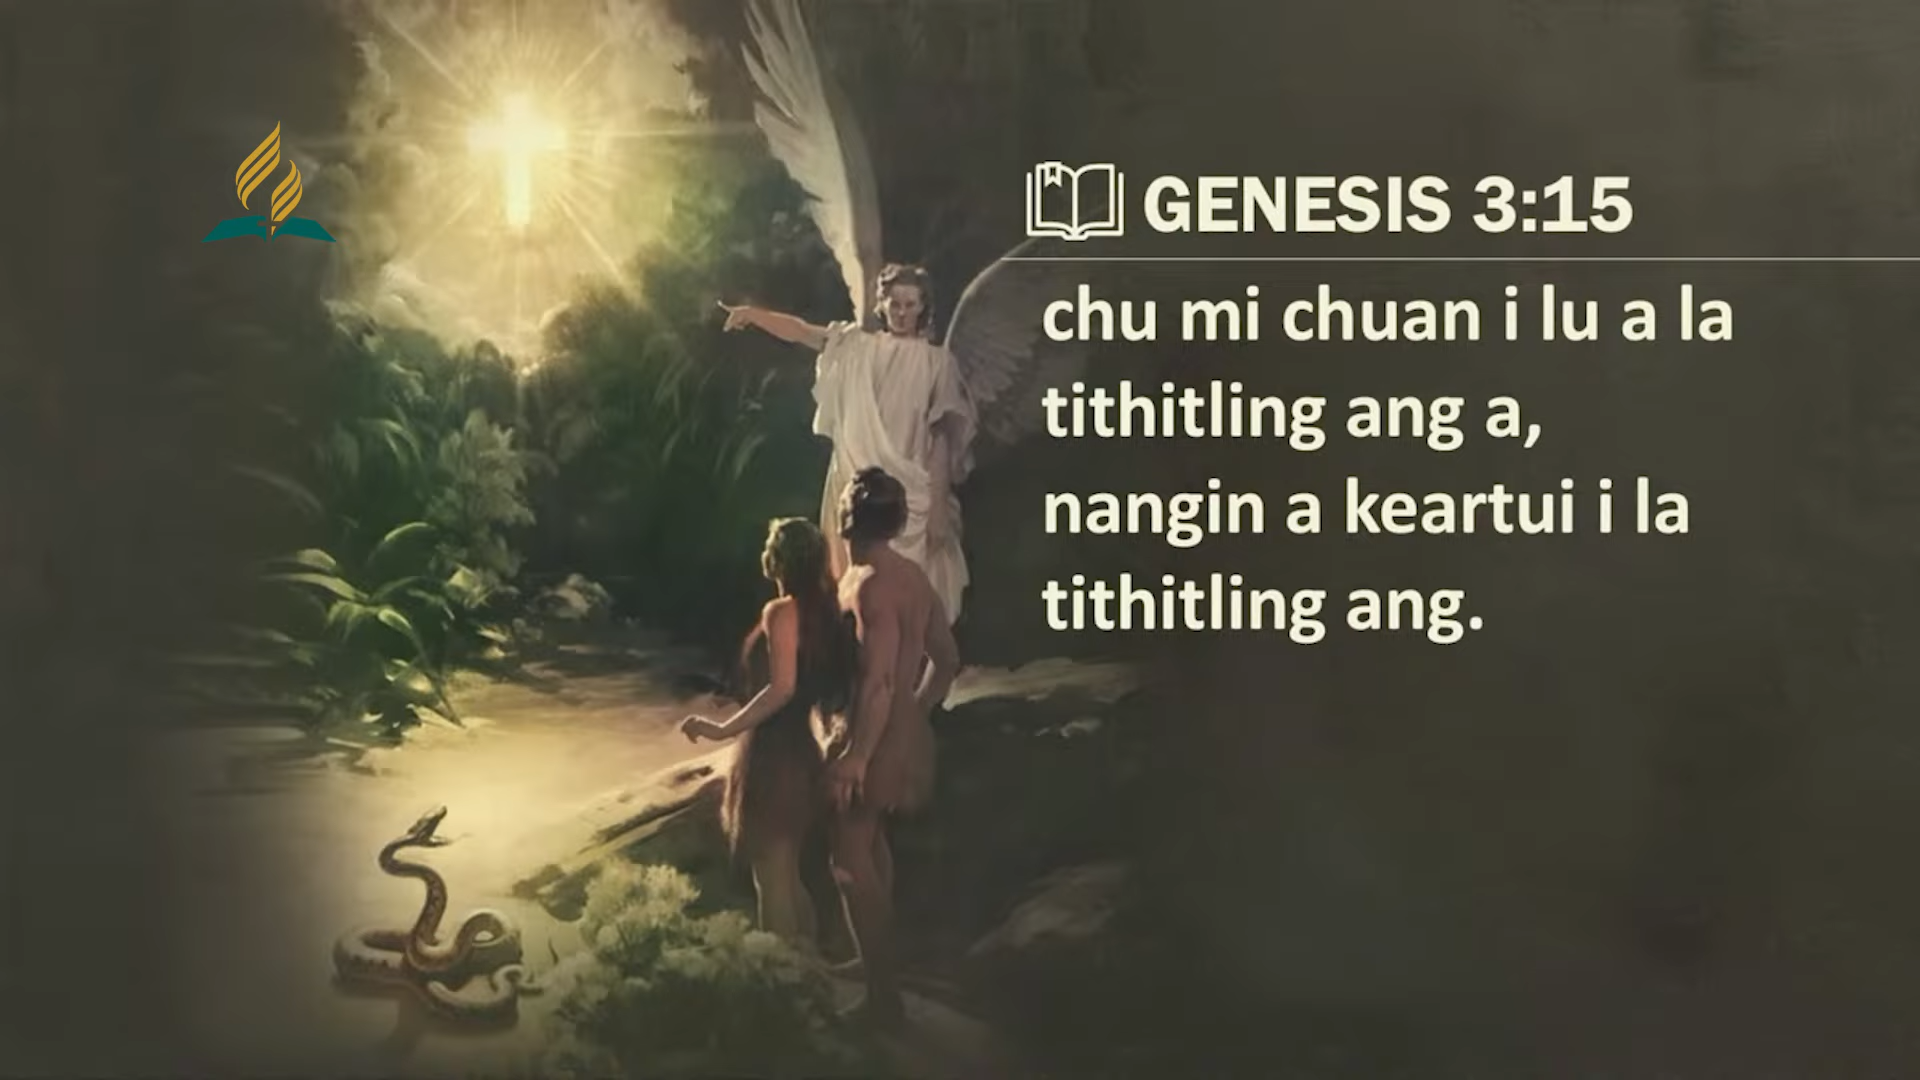 GENESIS 3:15
chu mi chuan i lu a la
tithitling ang a,
nangin a keartui i la
tithitling ang.